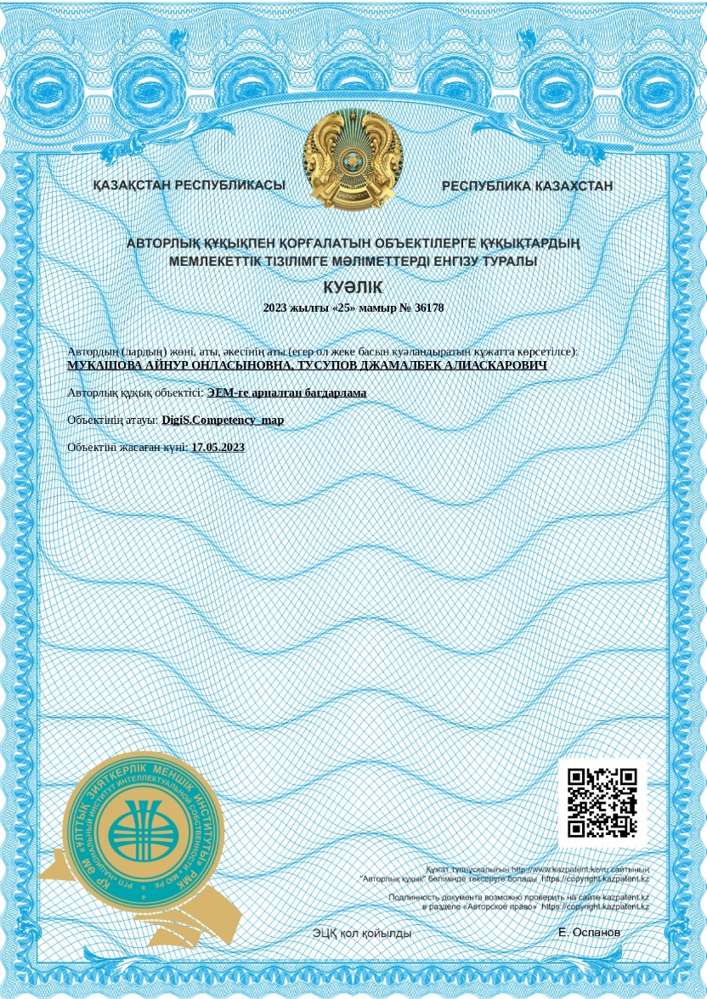 ҚАЗАҚСТАН РЕСПУБЛИКАСЫ
РЕСПУБЛИКА КАЗАХСТАН
QAZAQSTAN
АВТОРЛЫҚ ҚҰҚЫҚПЕН ҚОРҒАЛАТЫН ОБЪЕКТІЛЕРГЕ ҚҰҚЫҚТАРДЫҢ
МЕМЛЕКЕТТІК ТІЗІЛІМГЕ МӘЛІМЕТТЕРДІ ЕНГІЗУ ТУРАЛЫ
КУӘЛІК
2023 жылғы «25» мамыр № 36178
Автордың (лардың) жөні, аты, әкесінің аты (егер ол жеке басын куәландыратын құжатта көрсетілсе):
МУКАШОВА АЙНУР ОНЛАСЫНОВНА, ТУСУПОВ ДЖАМАЛБЕК АЛИАСКАРОВИЧ
Авторлық құқық объектісі: ЭЕМ-ге арналған бағдарлама
Объектінің атауы: DigiS.Competency_map
Объектіні жасаған күні: 17.05.2023
ҚР ӘМ «ҰЛТТЫҚ ЗИЯТКЕРЛІК МЕНШІК ИНСТИТУТЫ» РМК
РГП «НАЦИОНАЛЬНЫЙ ИНСТИТУТ ИНТЕЛЛЕКТУАЛЬНОЙ СОБСТВЕННОСТИ» МЮ РК
Құжат түпнұсқалығын http://www.kazpatent.kz/ru сайтының
"Авторлық құқық" бөлімінде тексеруге болады https://copyright.kazpatent.kz
Подлинность документа возможно проверить на сайте kazpatent.kz
в разделе «Авторское право» https://copyright.kazpatent.kz
ЭЦҚ қол қойылды
Е. Оспанов